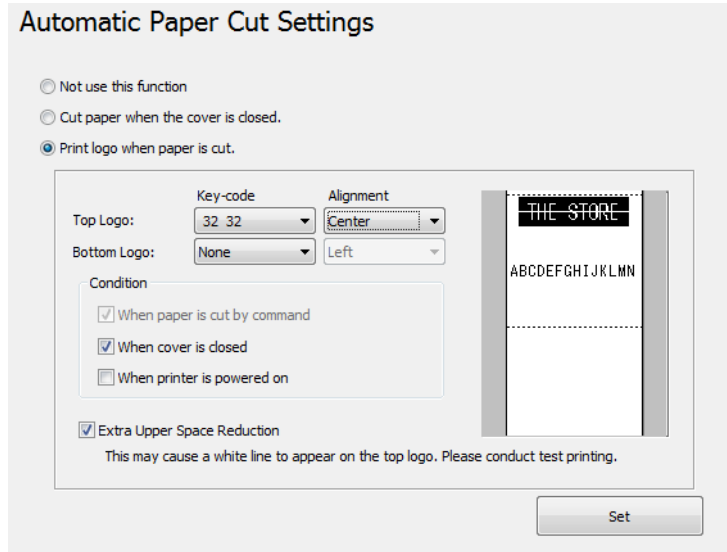 Automatic Paper Cut Settings
Not use this function
Cut paper when the cover is closed.
Print logo when paper is cut.
Key-code Alignment
Top Logo: 32 32 Center
Bottom Logo: None Left
THE STORE
ABCDEFGHIJKLMN
Condition
When paper is cut by command
When cover is closed
When printer is powered on
Extra Upper Space Reduction
This may cause a white line to appear on the top logo. Please conduct test printing.
Set